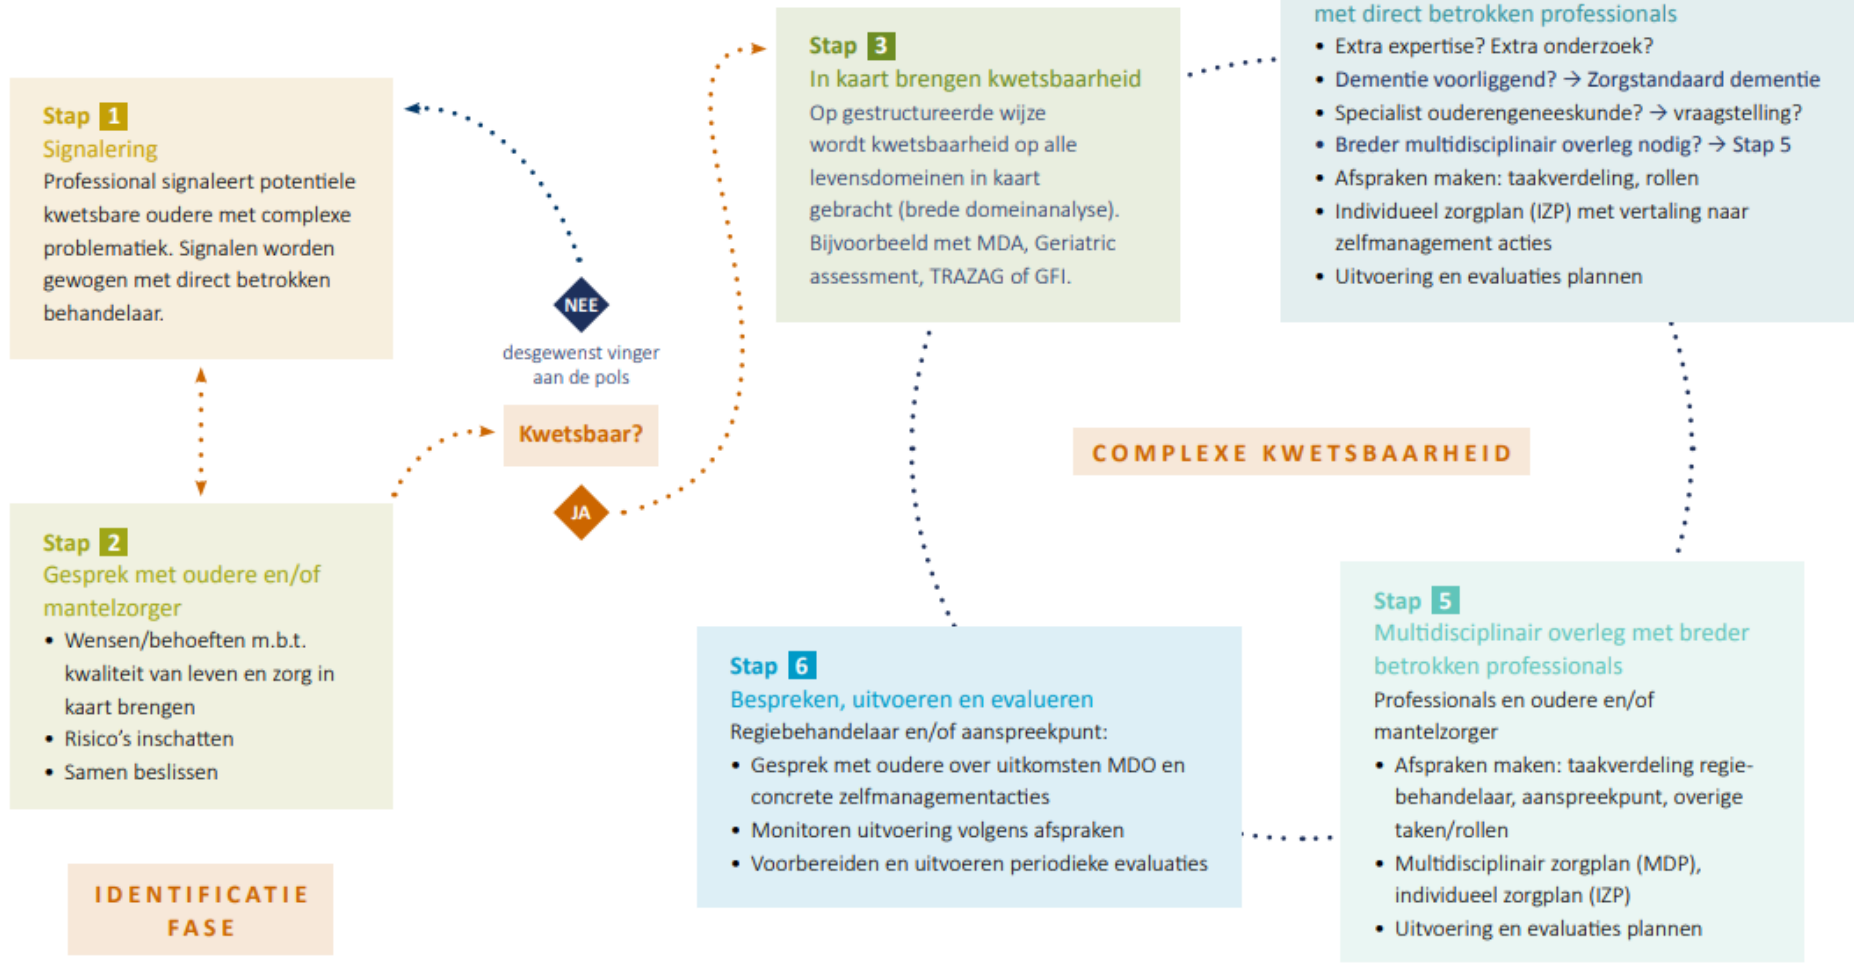 Stap 1
Signalering
Professional signaleert potentiele
kwetsbare oudere met complexe
problematiek. Signalen worden
gewogen met direct betrokken
behandelaar.
Stap 2
Gesprek met oudere en/of
mantelzorger
• Wensen/behoeften m.b.t.
kwaliteit van leven en zorg in
kaart brengen
• Risico’s inschatten
• Samen beslissen
IDENTIFICATIE
FASE
NEE
desgewenst vinger
aan de pols
Kwetsbaar?
JA
Stap 3
In kaart brengen kwetsbaarheid
Op gestructureerde wijze
wordt kwetsbaarheid op alle
levensdomeinen in kaart
gebracht (brede domeinanalyse).
Bijvoorbeeld met MDA, Geriatric
assessment, TRAZAG of GFI.
met direct betrokken professionals
• Extra expertise? Extra onderzoek?
• Dementie voorliggend? → Zorgstandaard dementie
• Specialist ouderengeneeskunde? → vraagstelling?
• Breder multidisciplinair overleg nodig? → Stap 5
• Afspraken maken: taakverdeling, rollen
• Individueel zorgplan (IZP) met vertaling naar
zelfmanagement acties
• Uitvoering en evaluaties plannen
COMPLEXE KWETSBAARHEID
Stap 5
Multidisciplinair overleg met breder
betrokken professionals
Professionals en oudere en/of
mantelzorger
• Afspraken maken: taakverdeling regie-
behandelaar, aanspreekpunt, overige
taken/rollen
• Multidisciplinair zorgplan (MDP),
individueel zorgplan (IZP)
• Uitvoering en evaluaties plannen
Stap 6
Bespreken, uitvoeren en evalueren
Regiebehandelaar en/of aanspreekpunt:
• Gesprek met oudere over uitkomsten MDO en
concrete zelfmanagementacties
• Monitoren uitvoering volgens afspraken
• Voorbereiden en uitvoeren periodieke evaluaties